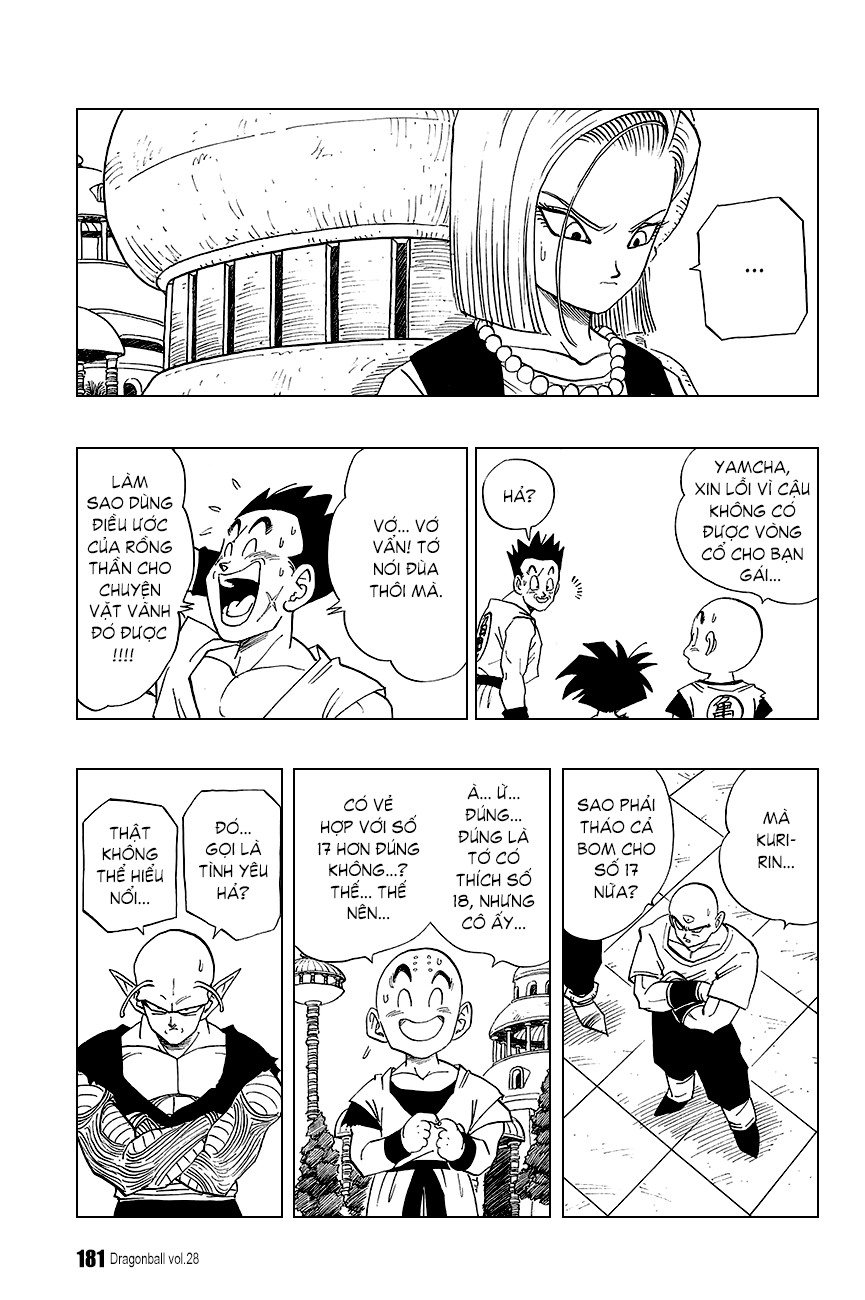 ...
YAMCHA,
XIN LỖI VÌ CẬU
KHÔNG CÓ
ĐƯỢC VÒNG
CỔ CHO BẠN
GÁI...
HẢ?
VỚ... VỚ
VẨN! TỚ
NÓI ĐÙA
THÔI MÀ.
LÀM
SAO DÙNG
ĐIỀU ƯỚC
CỦA RỒNG
THẦN CHO
CHUYỆN
VẶT VÃNH
ĐÓ ĐƯỢC
!!!!
亀
MÀ
KURI-
RIN...
SAO PHẢI
THÁO CẢ
BOM CHO
SỐ 17
NỮA?
À... Ừ...
ĐÚNG...
ĐÚNG LÀ
TỚ CÓ
THÍCH SỐ
18, NHƯNG
CÔ ẤY...
CÓ VẺ
HỢP VỚI SỐ
17 HƠN ĐÚNG
KHÔNG...?
THẾ... THẾ
NÊN...
ĐÓ...
GỌI LÀ
TÌNH YÊU
HẢ?
THẬT
KHÔNG
THỂ HIỂU
NỔI...
181 Dragonball vol.28